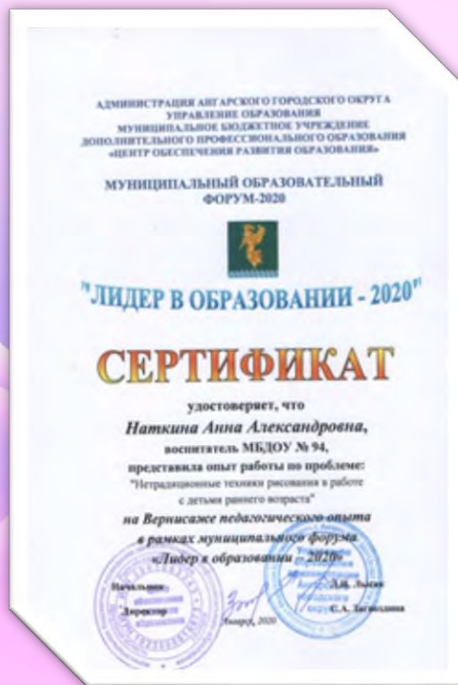 АДМИНИСТРАЦИЯ АНГАРСКОГО ГОРОДСКОГО ОКРУГА
УПРАВЛЕНИЕ ОБРАЗОВАНИЯ
МУНИЦИПАЛЬНОЕ БЮДЖЕТНОЕ УЧРЕЖДЕНИЕ
ДОПОЛНИТЕЛЬНОГО ПРОФЕССИОНАЛЬНОГО ОБРАЗОВАНИЯ
«ЦЕНТР ОБЕСПЕЧЕНИЯ РАЗВИТИЯ ОБРАЗОВАНИЯ»
МУНИЦИПАЛЬНЫЙ ОБРАЗОВАТЕЛЬНЫЙ
ФОРУМ-2020
"ЛИДЕР В ОБРАЗОВАНИИ - 2020"
СЕРТИФИКАТ
удостоверяет, что
Наткина Анна Александровна,
воспитатель МБДОУ № 94,
представила опыт работы по проблеме:
"Нетрадиционные техники рисования в работе
с детьми раннего возраста"
на Вернисаже педагогического опыта
в рамках муниципального форума
«Лидер в образовании – 2020»
Начальник
Директор С.А. Загвоздина
Январь, 2020